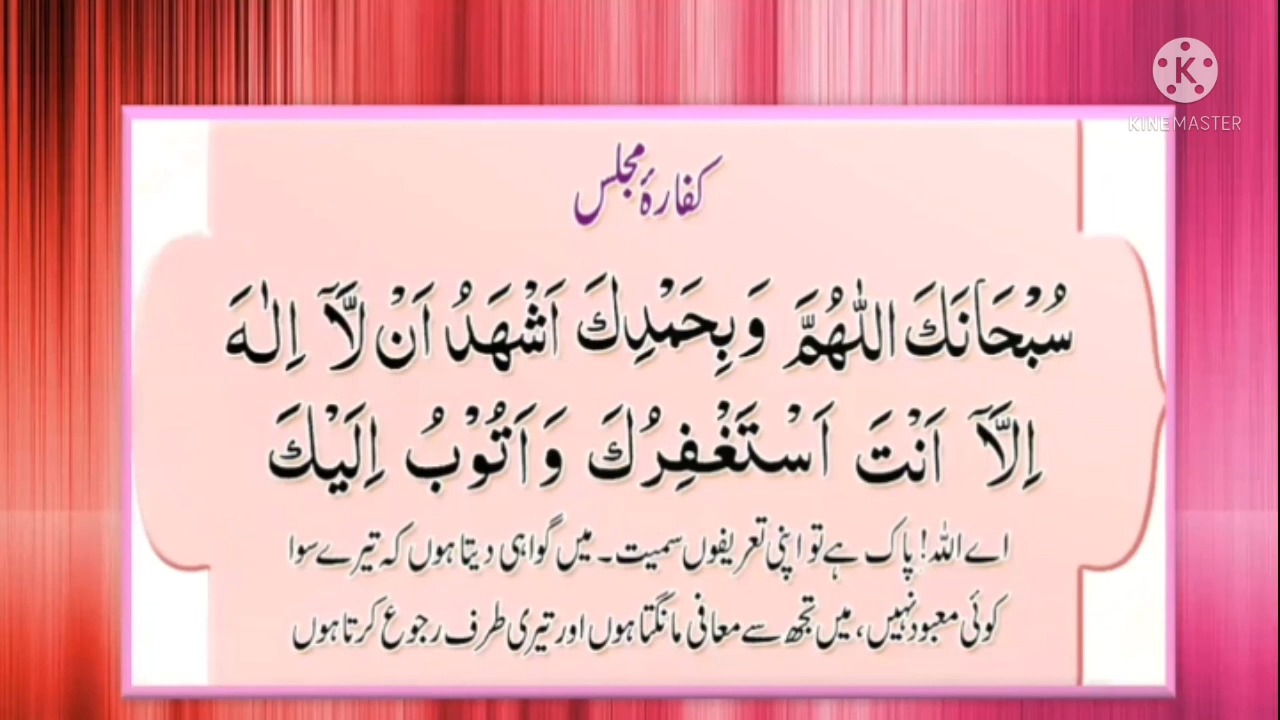 K
KINEMASTER
کفارۂ مجلس
سُبْحَانَكَ اللّٰهُمَّ وَبِحَمْدِكَ اَشْهَدُ اَنْ لَّآ اِلٰهَ
اِلَّآ اَنْتَ اَسْتَغْفِرُكَ وَاَتُوْبُ اِلَيْكَ
اے اللہ! پاک ہے تو اپنی تعریفوں سمیت۔ میں گواہی دیتا ہوں کہ تیرے سوا
کوئی معبود نہیں، میں تجھ سے معافی مانگتا ہوں اور تیری طرف رجوع کرتا ہوں